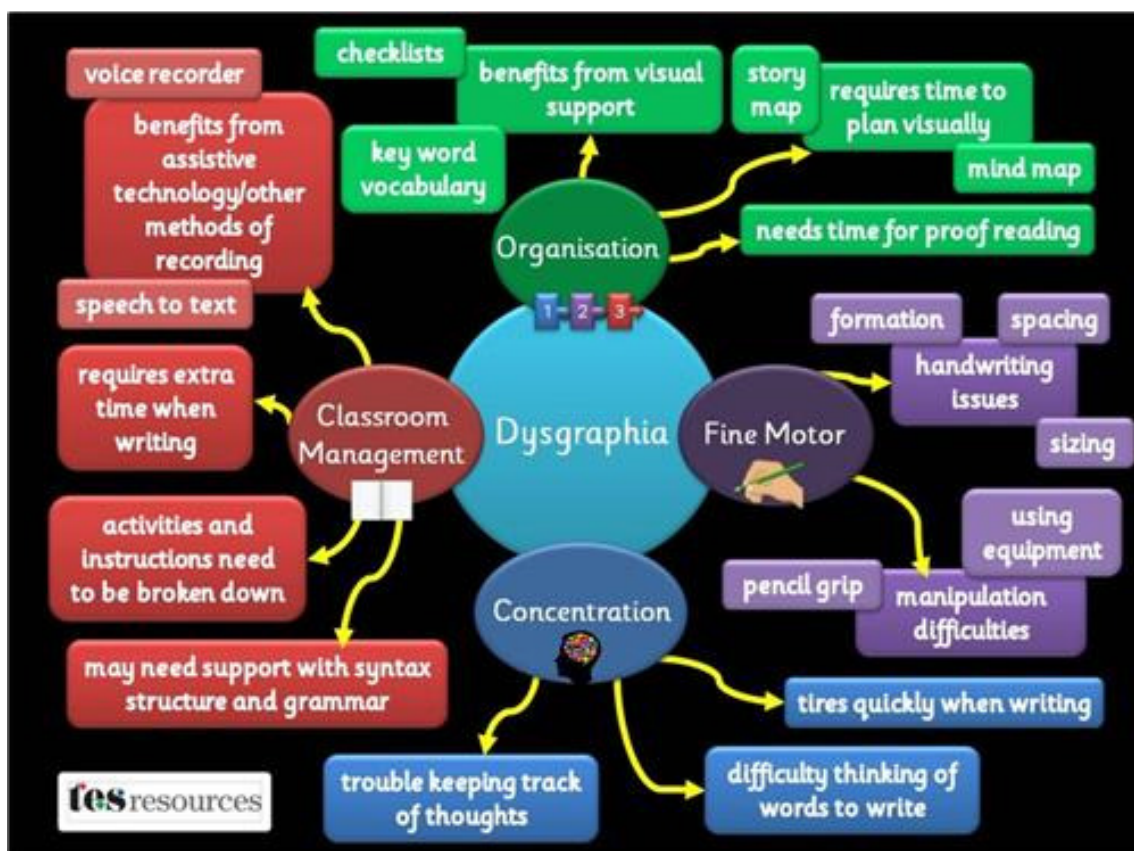 voice recorder
benefits from
assistive
technology/other
methods of
recording
speech to text
checklists
benefits from visual
support
key word
vocabulary
story
map
requires time to
plan visually
mind map
needs time for proof reading
Organisation
1 2 3
Dysgraphia
Classroom
Management
requires extra
time when
writing
activities and
instructions need
to be broken down
may need support with syntax
structure and grammar
Fine Motor
formation
spacing
handwriting
issues
sizing
using
equipment
pencil grip
manipulation
difficulties
Concentration
tires quickly when writing
difficulty thinking of
words to write
trouble keeping track
of thoughts
tes resources